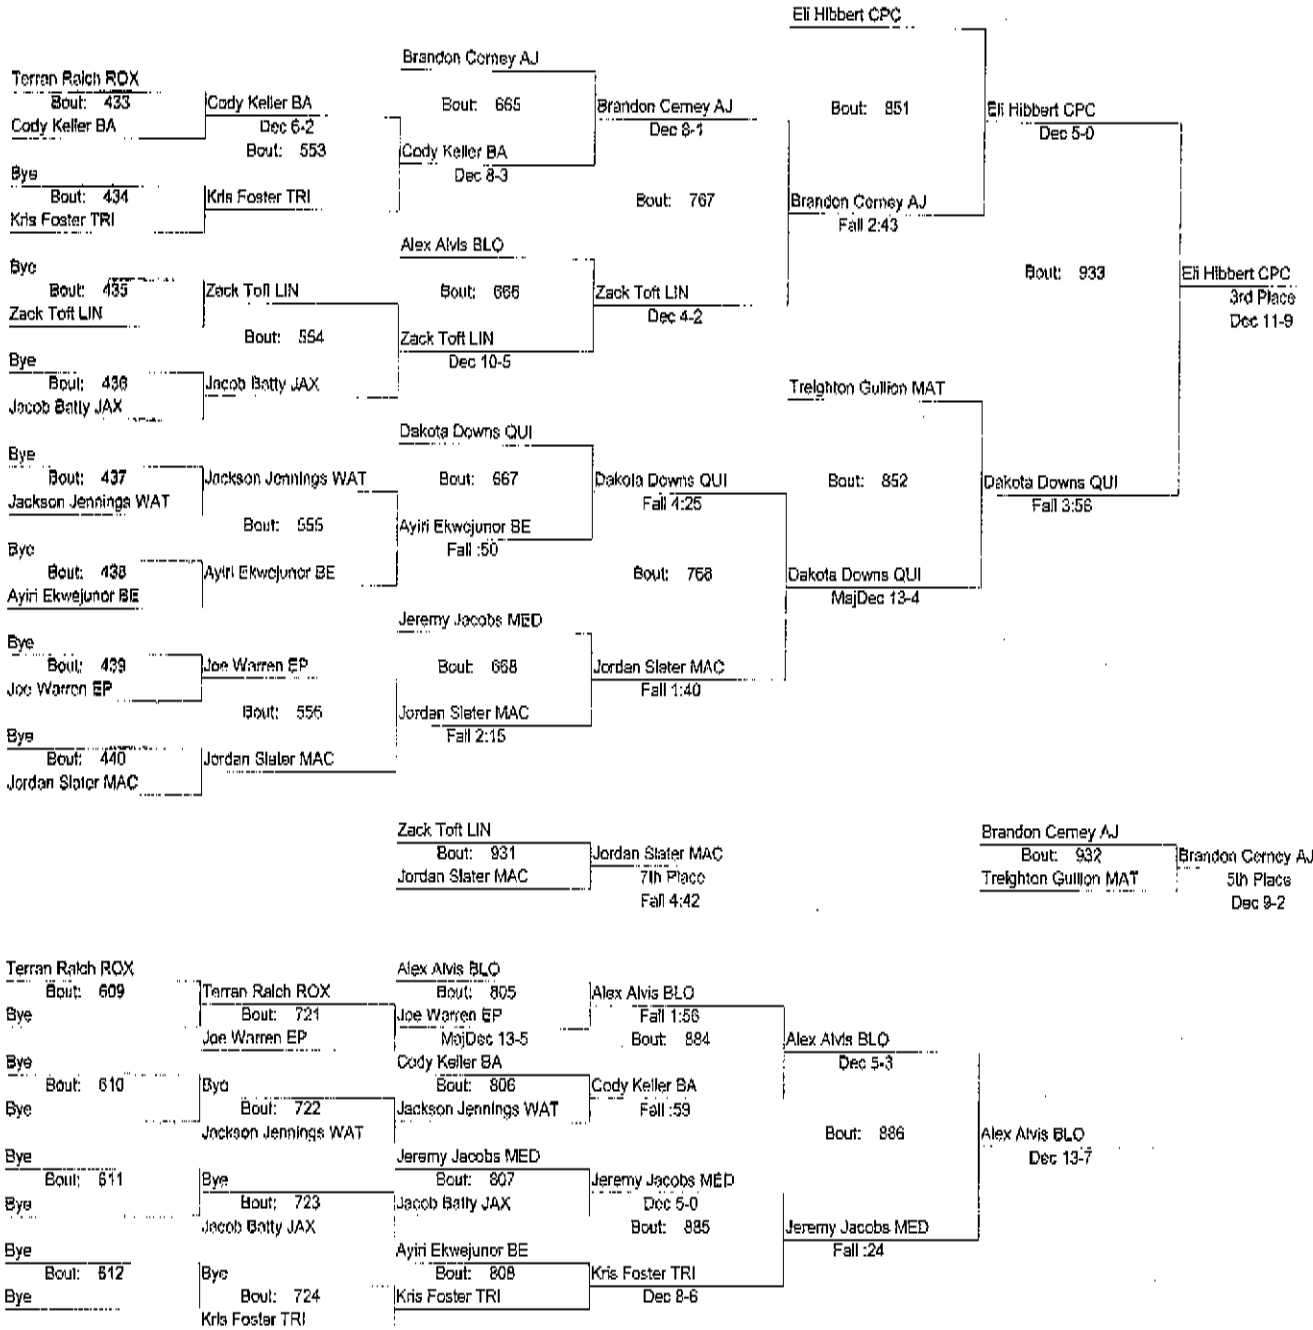 Eli Hibbert CPC
Brandon Cerney AJ
Terran Ralch ROX
Bout: 433
Cody Keller BA
Cody Keller BA
Dec 6-2
Bout: 553
Bout: 665
Brandon Cerney AJ
Dec 8-1
Bout: 851
Eli Hibbert CPC
Dec 5-0
Cody Keller BA
Dec 8-3
Bye
Bout: 434
Kris Foster TRI
Kris Foster TRI
Bout: 767
Brandon Cerney AJ
Fall 2:43
Alex Alvis BLO
Bye
Bout: 435
Zack Toft LIN
Zack Toft LIN
Bout: 666
Zack Toft LIN
Dec 4-2
Bout: 933
Eli Hibbert CPC
3rd Place
Dec 11-9
Bout: 554
Zack Toft LIN
Dec 10-5
Bye
Bout: 436
Jacob Batty JAX
Jacob Batty JAX
Treighton Gullion MAT
Dakota Downs QUI
Bye
Bout: 437
Jackson Jennings WAT
Jackson Jennings WAT
Bout: 667
Dakota Downs QUI
Fall 4:25
Bout: 852
Dakota Downs QUI
Fall 3:56
Bout: 555
Ayiri Ekwejunor BE
Fall :50
Bye
Bout: 438
Ayiri Ekwejunor BE
Ayiri Ekwejunor BE
Bout: 768
Dakota Downs QUI
MajDec 13-4
Jeremy Jacobs MED
Bye
Bout: 439
Joe Warren EP
Joe Warren EP
Bout: 668
Jordan Slater MAC
Fall 1:40
Bout: 556
Jordan Slater MAC
Fall 2:15
Bye
Bout: 440
Jordan Slater MAC
Jordan Slater MAC
Zack Toft LIN
Bout: 931
Jordan Slater MAC
Jordan Slater MAC
7th Place
Fall 4:42
Brandon Cerney AJ
Bout: 932
Treighton Gullion MAT
Brandon Cerney AJ
5th Place
Dec 9-2
Terran Ralch ROX
Bout: 609
Bye
Terran Ralch ROX
Bout: 721
Joe Warren EP
Alex Alvis BLO
Bout: 805
Joe Warren EP
MajDec 13-5
Alex Alvis BLO
Fall 1:56
Bout: 884
Alex Alvis BLO
Dec 5-3
Bye
Bout: 610
Bye
Bye
Bout: 722
Jackson Jennings WAT
Cody Keller BA
Bout: 806
Jackson Jennings WAT
Cody Keller BA
Fall :59
Bout: 886
Alex Alvis BLO
Dec 13-7
Bye
Bout: 611
Bye
Bye
Bout: 723
Jacob Batty JAX
Jeremy Jacobs MED
Bout: 807
Jacob Batty JAX
Jeremy Jacobs MED
Dec 5-0
Bout: 885
Jeremy Jacobs MED
Fall :24
Bye
Bout: 612
Bye
Bye
Bout: 724
Kris Foster TRI
Ayiri Ekwejunor BE
Bout: 808
Kris Foster TRI
Kris Foster TRI
Dec 8-6